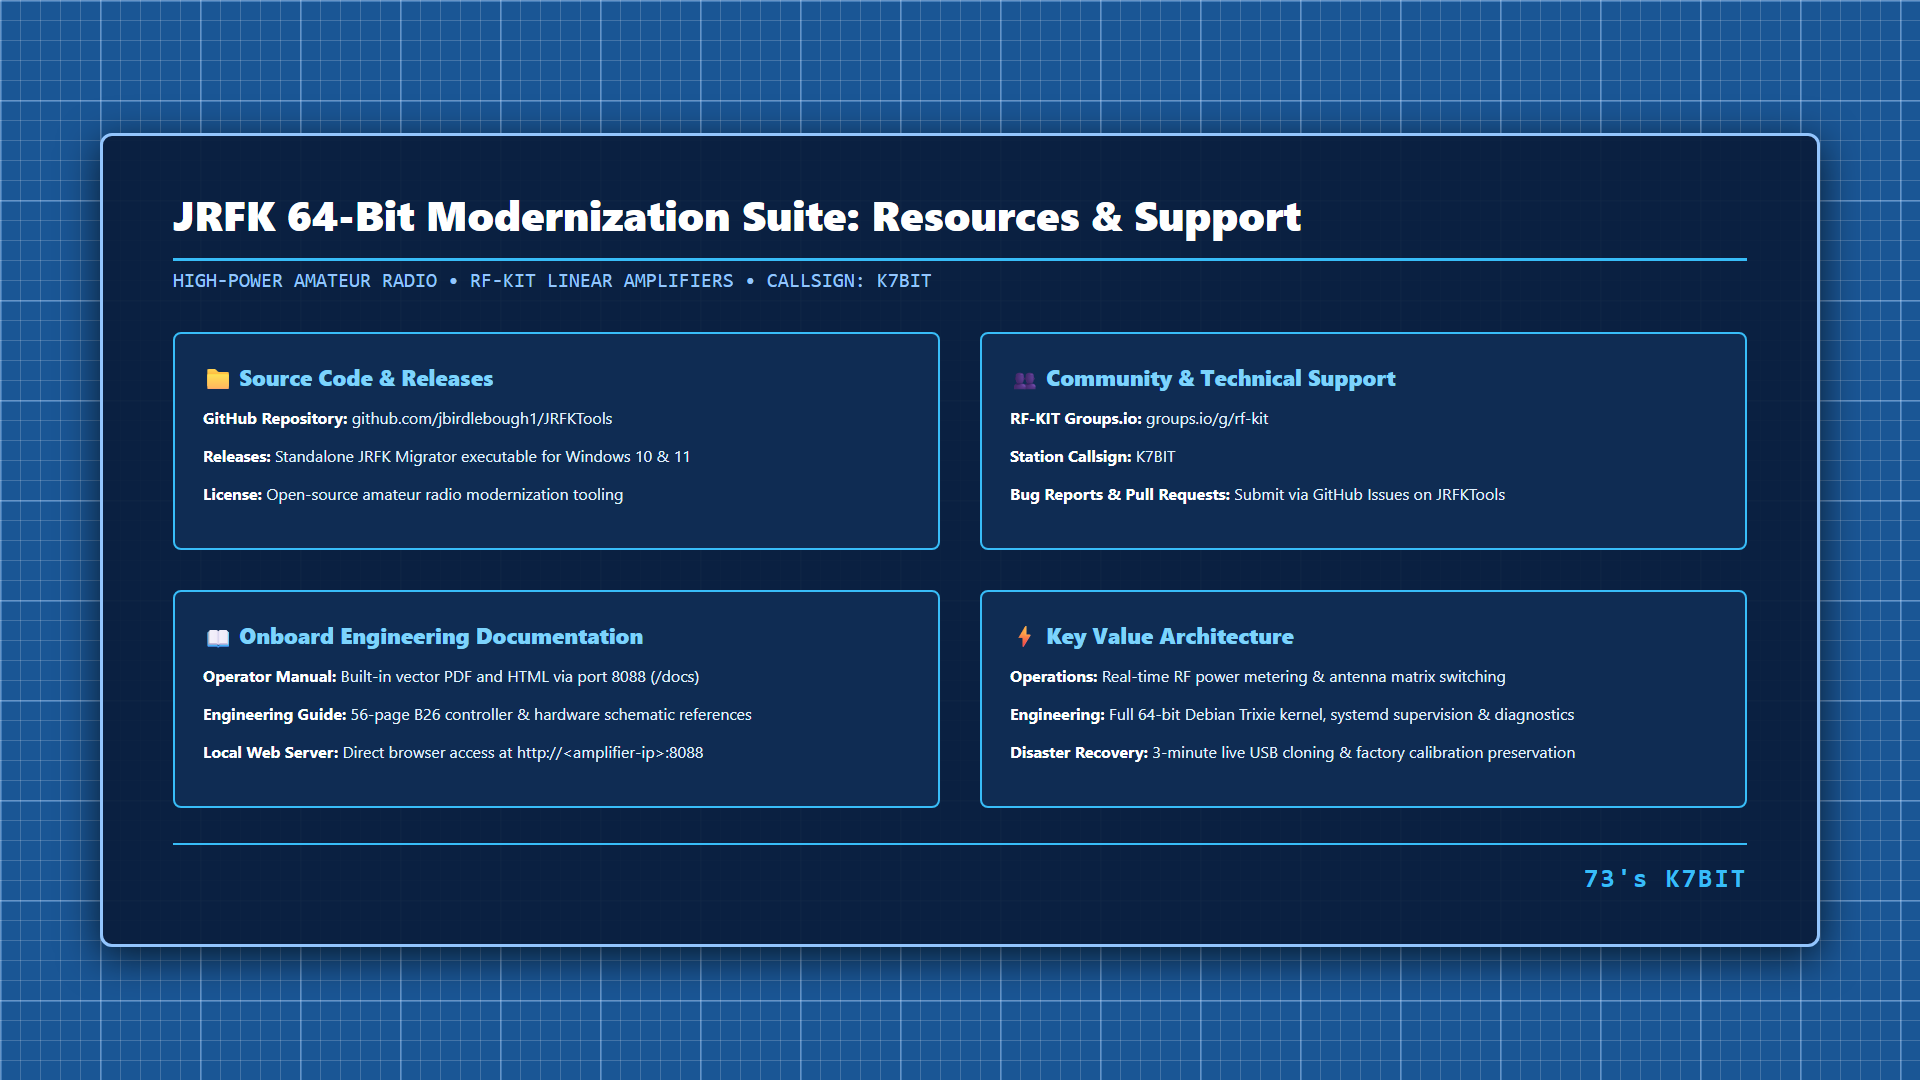 JRFK 64-Bit Modernization Suite: Resources & Support
HIGH-POWER AMATEUR RADIO • RF-KIT LINEAR AMPLIFIERS • CALLSIGN: K7BIT
Source Code & Releases
GitHub Repository: github.com/jbirdlebough1/JRFKTools
Releases: Standalone JRFK Migrator executable for Windows 10 & 11
License: Open-source amateur radio modernization tooling
Community & Technical Support
RF-KIT Groups.io: groups.io/g/rf-kit
Station Callsign: K7BIT
Bug Reports & Pull Requests: Submit via GitHub Issues on JRFKTools
Onboard Engineering Documentation
Operator Manual: Built-in vector PDF and HTML via port 8088 (/docs)
Engineering Guide: 56-page B26 controller & hardware schematic references
Local Web Server: Direct browser access at http://<amplifier-ip>:8088
Key Value Architecture
Operations: Real-time RF power metering & antenna matrix switching
Engineering: Full 64-bit Debian Trixie kernel, systemd supervision & diagnostics
Disaster Recovery: 3-minute live USB cloning & factory calibration preservation
73's K7BIT